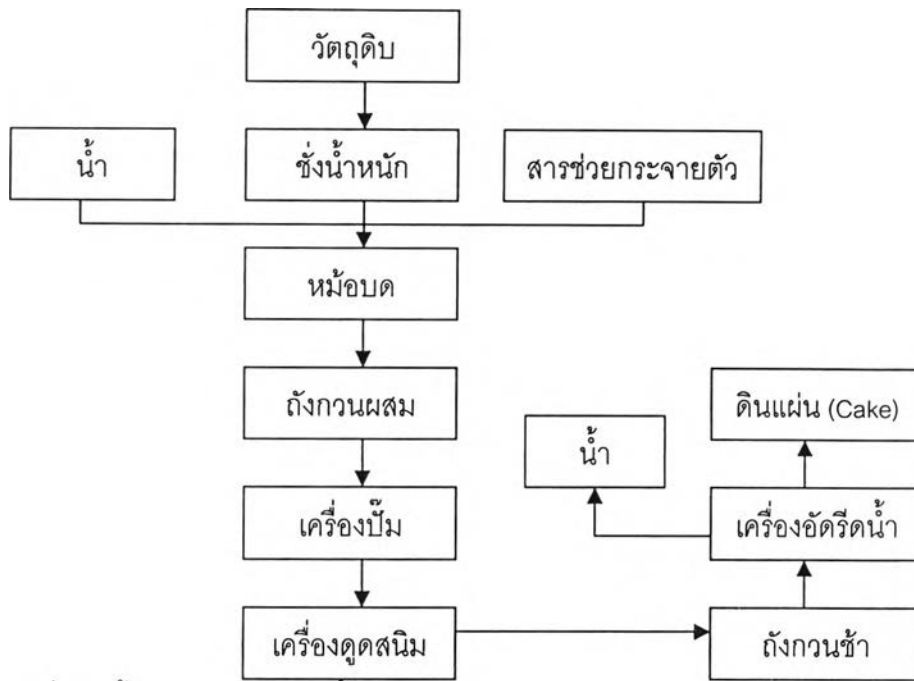 วัตถุดิบ
น้ำ
ชั่งน้ำหนัก
สารช่วยกระจายตัว
หม้อบด
ถังกวนผสม
ดินแผ่น (Cake)
น้ำ
เครื่องปั๊ม
เครื่องอัดรีดน้ำ
เครื่องดูดสนิม
ถังกวนช้า